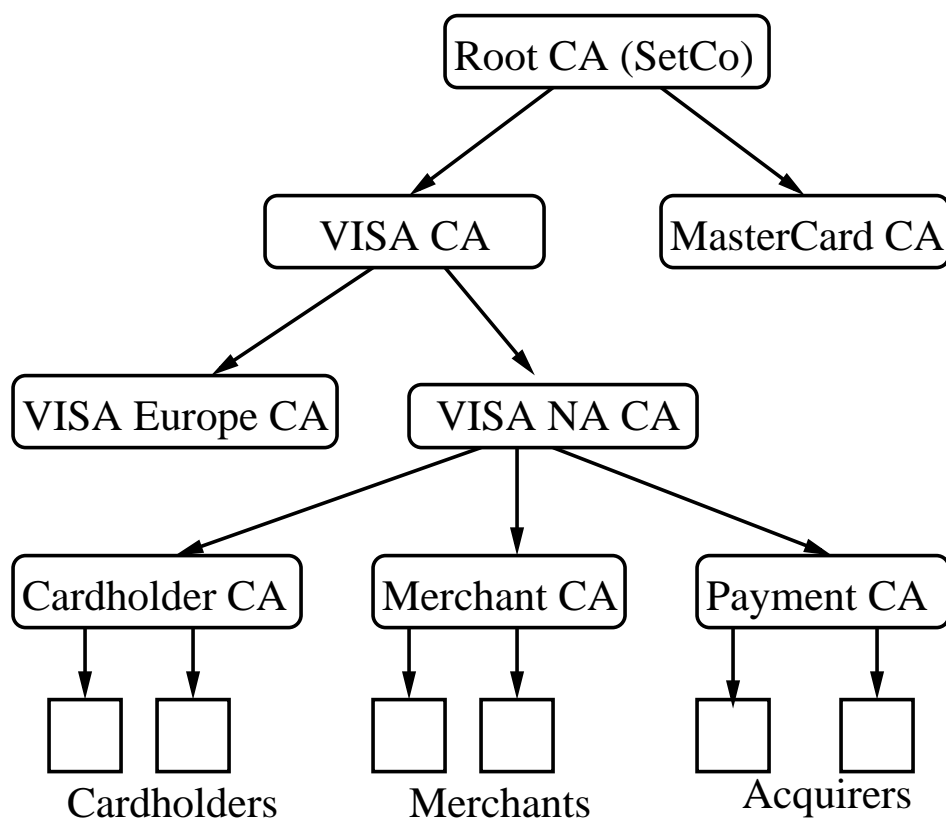 Root CA (SetCo)
VISA CA
MasterCard CA
VISA Europe CA
VISA NA CA
Cardholder CA
Merchant CA
Payment CA
Cardholders
Merchants
Acquirers